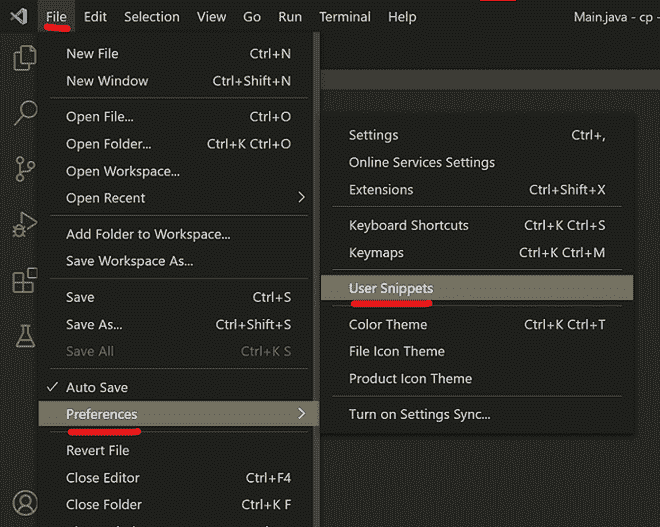 File Edit Selection View Go Run Terminal Help Main.java - cp -
New File Ctrl+N
New Window Ctrl+Shift+N
Open File... Ctrl+O
Open Folder... Ctrl+K Ctrl+O
Open Workspace...
Open Recent
Add Folder to Workspace...
Save Workspace As...
Save Ctrl+S
Save As... Ctrl+Shift+S
Save All Ctrl+K S
Auto Save
Preferences
Revert File
Close Editor Ctrl+F4
Close Folder Ctrl+K F
Settings Ctrl+,
Online Services Settings
Extensions Ctrl+Shift+X
Keyboard Shortcuts Ctrl+K Ctrl+S
Keymaps Ctrl+K Ctrl+M
User Snippets
Color Theme Ctrl+K Ctrl+T
File Icon Theme
Product Icon Theme
Turn on Settings Sync...